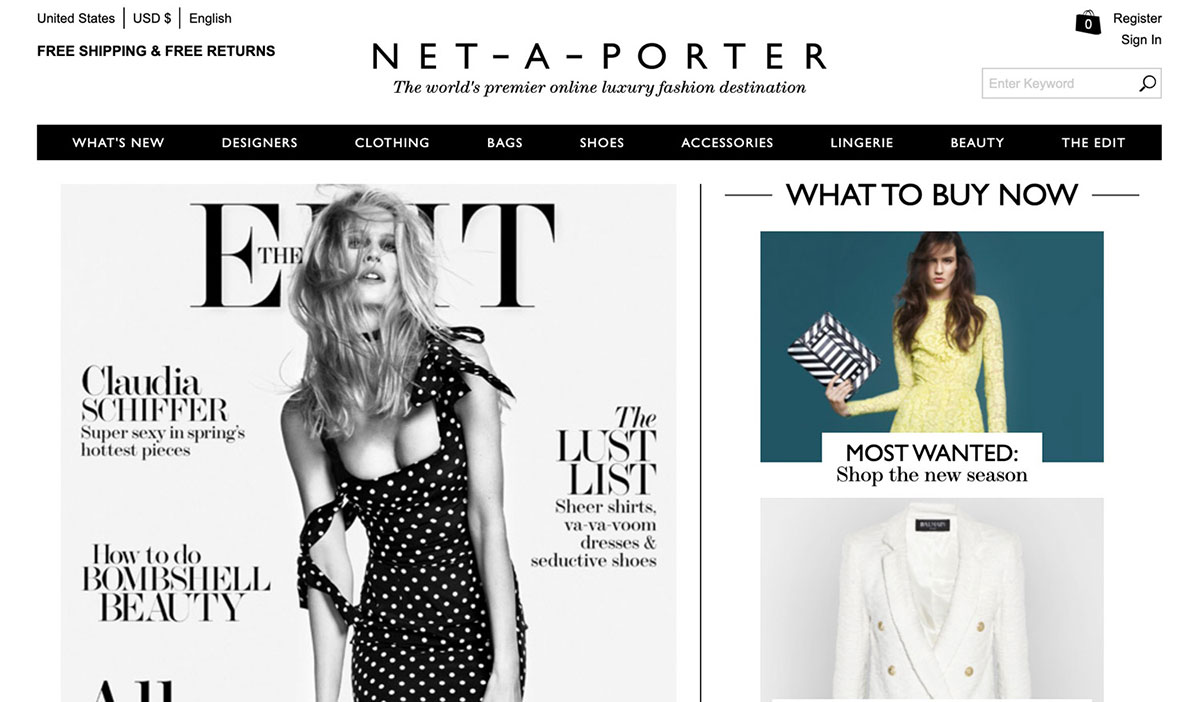 United States | USD $ | English
FREE SHIPPING & FREE RETURNS
NET-A-PORTER
The world's premier online luxury fashion destination
0
Register
Sign In
Enter Keyword
WHAT'S NEW DESIGNERS CLOTHING BAGS SHOES ACCESSORIES LINGERIE BEAUTY THE EDIT
THE EDIT
Claudia
SCHIFFER
Super sexy in spring's
hottest pieces
How to do
BOMBSHELL
BEAUTY
The
LUST
LIST
Sheer shirts,
va-va-voom
dresses &
seductive shoes
WHAT TO BUY NOW
MOST WANTED:
Shop the new season
BALMAIN